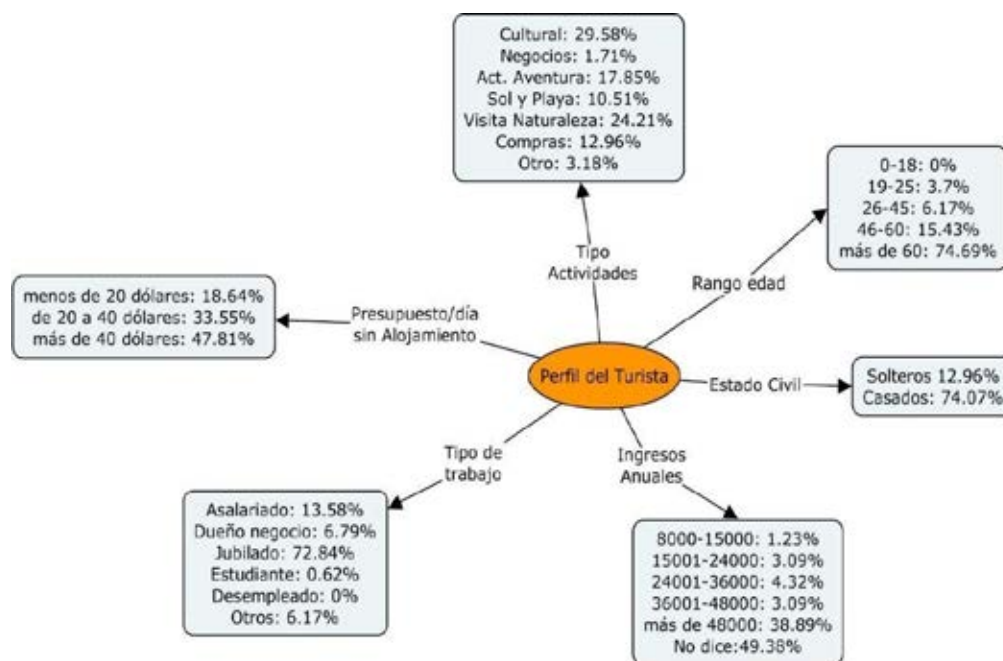 Cultural: 29.58%
Negocios: 1.71%
Act. Aventura: 17.85%
Sol y Playa: 10.51%
Visita Naturaleza: 24.21%
Compras: 12.96%
Otro: 3.18%
0-18: 0%
19-25: 3.7%
26-45: 6.17%
46-60: 15.43%
más de 60: 74.69%
Tipo
Actividades
Rango edad
menos de 20 dólares: 18.64%
de 20 a 40 dólares: 33.55%
más de 40 dólares: 47.81%
Presupuesto/día
sin Alojamiento
Perfil del Turista
Estado Civil
Solteros 12.96%
Casados: 74.07%
Tipo de
trabajo
Ingresos
Anuales
Asalariado: 13.58%
Dueño negocio: 6.79%
Jubilado: 72.84%
Estudiante: 0.62%
Desempleado: 0%
Otros: 6.17%
8000-15000: 1.23%
15001-24000: 3.09%
24001-36000: 4.32%
36001-48000: 3.09%
más de 48000: 38.89%
No dice:49.38%